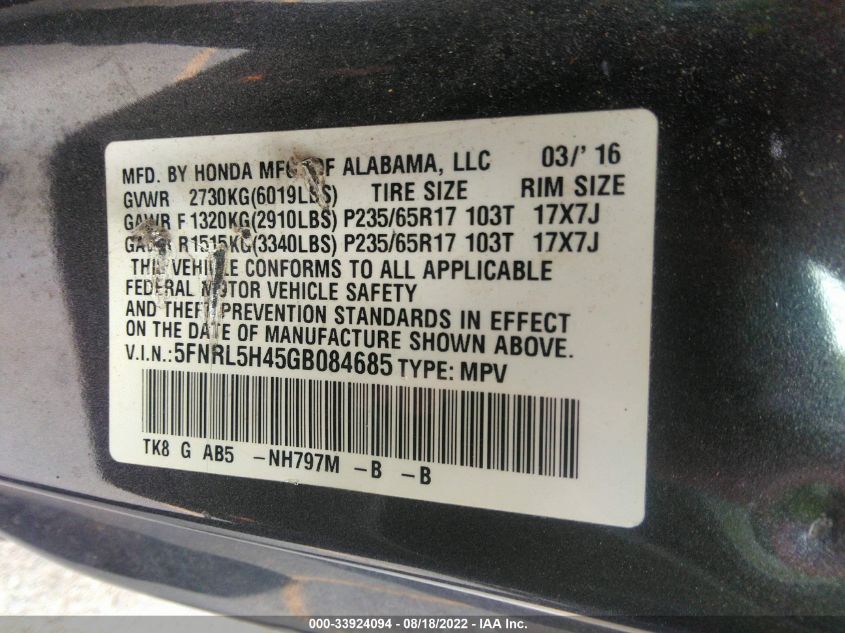 MFD. BY HONDA MFG OF ALABAMA, LLC 03/' 16
GVWR 2730KG(6019LBS) TIRE SIZE RIM SIZE
GAWR F 1320KG(2910LBS) P235/65R17 103T 17X7J
GAWR R1515KG(3340LBS) P235/65R17 103T 17X7J
THIS VEHICLE CONFORMS TO ALL APPLICABLE
FEDERAL MOTOR VEHICLE SAFETY
AND THEFT PREVENTION STANDARDS IN EFFECT
ON THE DATE OF MANUFACTURE SHOWN ABOVE.
V.I.N.: 5FNRL5H45GB084685 TYPE: MPV
TK8 G AB5 -NH797M -B -B
000-33924094 - 08/18/2022 - IAA Inc.